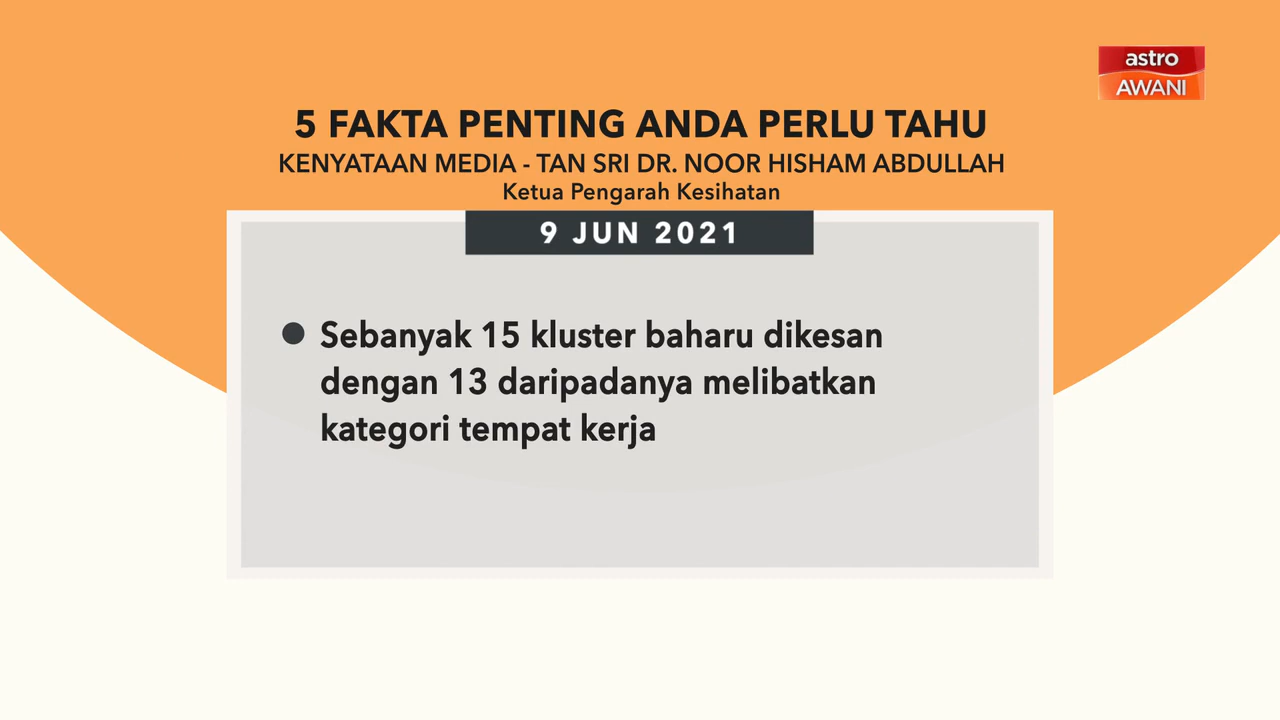 astro
AWANI
5 FAKTA PENTING ANDA PERLU TAHU
KENYATAAN MEDIA - TAN SRI DR. NOOR HISHAM ABDULLAH
Ketua Pengarah Kesihatan
9 JUN 2021
● Sebanyak 15 kluster baharu dikesan
dengan 13 daripadanya melibatkan
kategori tempat kerja